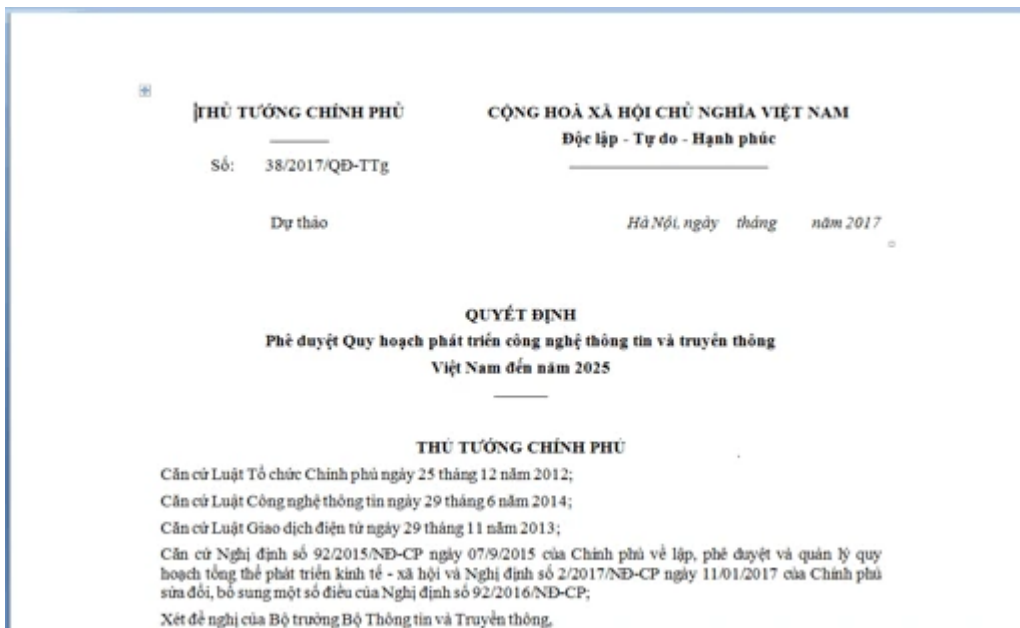 THỦ TƯỚNG CHÍNH PHỦ
CỘNG HOÀ XÃ HỘI CHỦ NGHĨA VIỆT NAM
Độc lập - Tự do - Hạnh phúc
Số: 38/2017/QĐ-TTg
Dự thảo
Hà Nội, ngày tháng năm 2017
QUYẾT ĐỊNH
Phê duyệt Quy hoạch phát triển công nghệ thông tin và truyền thông
Việt Nam đến năm 2025
THỦ TƯỚNG CHÍNH PHỦ
Căn cứ Luật Tổ chức Chính phủ ngày 25 tháng 12 năm 2012;
Căn cứ Luật Công nghệ thông tin ngày 29 tháng 6 năm 2014;
Căn cứ Luật Giao dịch điện tử ngày 29 tháng 11 năm 2013;
Căn cứ Nghị định số 92/2015/NĐ-CP ngày 07/9/2015 của Chính phủ về lập, phê duyệt và quản lý quy
hoạch tổng thể phát triển kinh tế - xã hội và Nghị định số 2/2017/NĐ-CP ngày 11/01/2017 của Chính phủ
sửa đổi, bổ sung một số điều của Nghị định số 92/2016/NĐ-CP;
Xét đề nghị của Bộ trưởng Bộ Thông tin và Truyền thông,